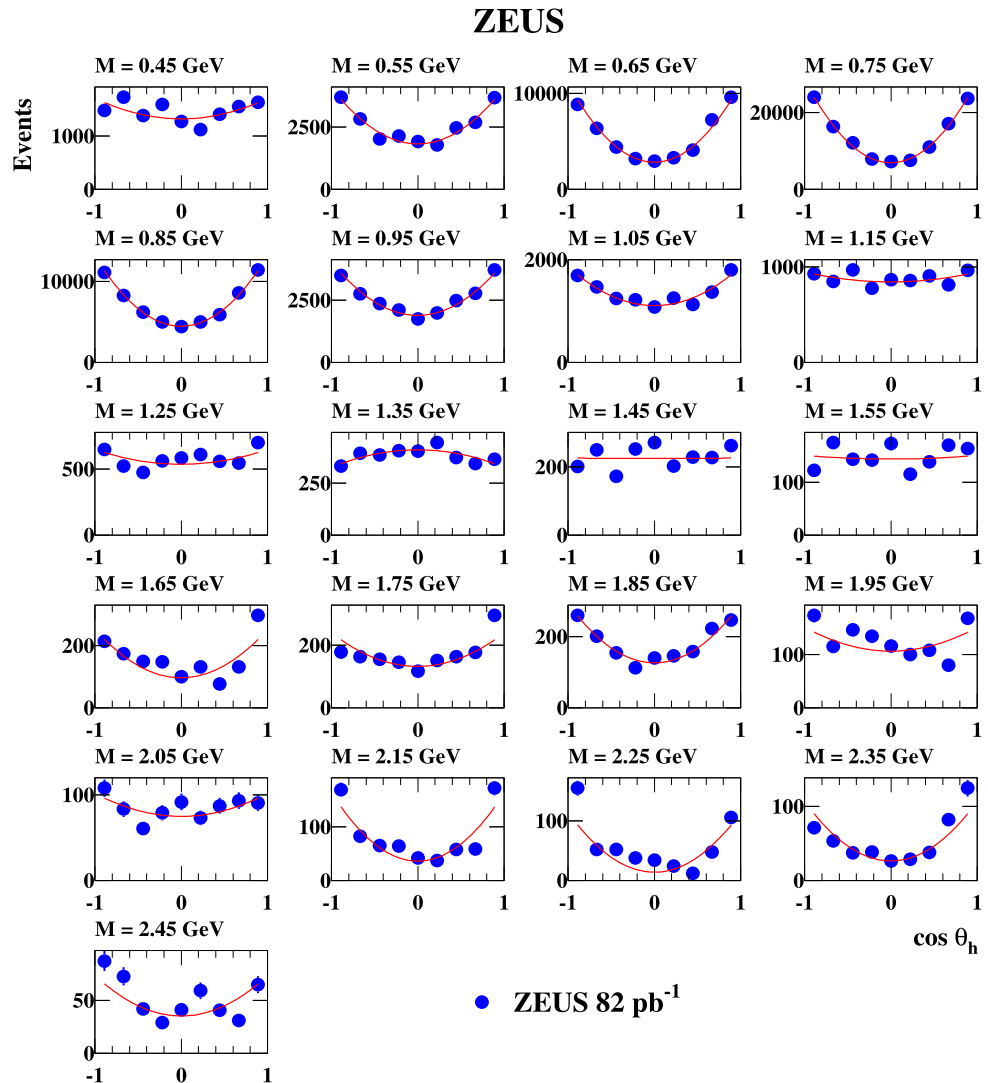 ZEUS
M = 0.45 GeV M = 0.55 GeV M = 0.65 GeV M = 0.75 GeV
Events
1000 2500 10000 20000
5000
10000
0 0 0 0
-1 0 1 -1 0 1 -1 0 1 -1 0 1
M = 0.85 GeV M = 0.95 GeV M = 1.05 GeV M = 1.15 GeV
10000 2500 2000 1000
1000
0 0 0 0
-1 0 1 -1 0 1 -1 0 1 -1 0 1
M = 1.25 GeV M = 1.35 GeV M = 1.45 GeV M = 1.55 GeV
500 250 200 100
0 0 0 0
-1 0 1 -1 0 1 -1 0 1 -1 0 1
M = 1.65 GeV M = 1.75 GeV M = 1.85 GeV M = 1.95 GeV
200 200 200 100
0 0 0 0
-1 0 1 -1 0 1 -1 0 1 -1 0 1
M = 2.05 GeV M = 2.15 GeV M = 2.25 GeV M = 2.35 GeV
100 100 100 100
0 0 0 0
-1 0 1 -1 0 1 -1 0 1 -1 0 1
M = 2.45 GeV
cos θh
50
ZEUS 82 pb-1
0
-1 0 1